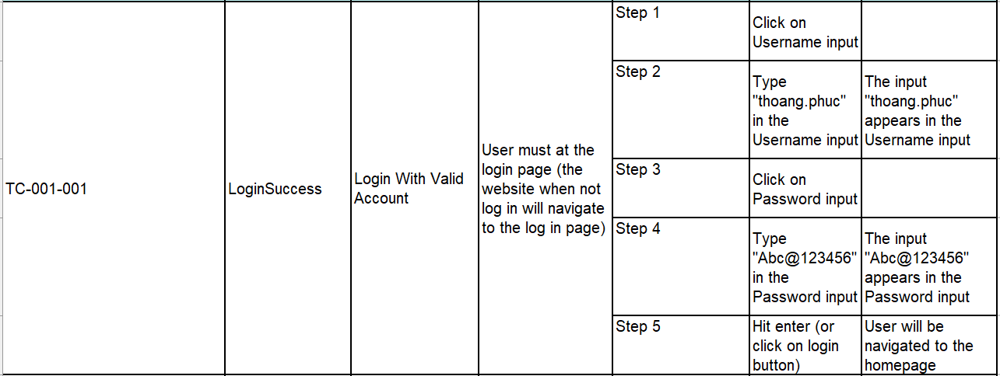 TC-001-001
LoginSuccess
Login With Valid
Account
User must at the
login page (the
website when not
log in will navigate
to the log in page)
Step 1
Click on
Username input
Step 2
Type
"thoang.phuc"
in the
Username input
The input
"thoang.phuc"
appears in the
Username input
Step 3
Click on
Password input
Step 4
Type
"Abc@123456"
in the
Password input
The input
"Abc@123456"
appears in the
Password input
Step 5
Hit enter (or
click on login
button)
User will be
navigated to the
homepage